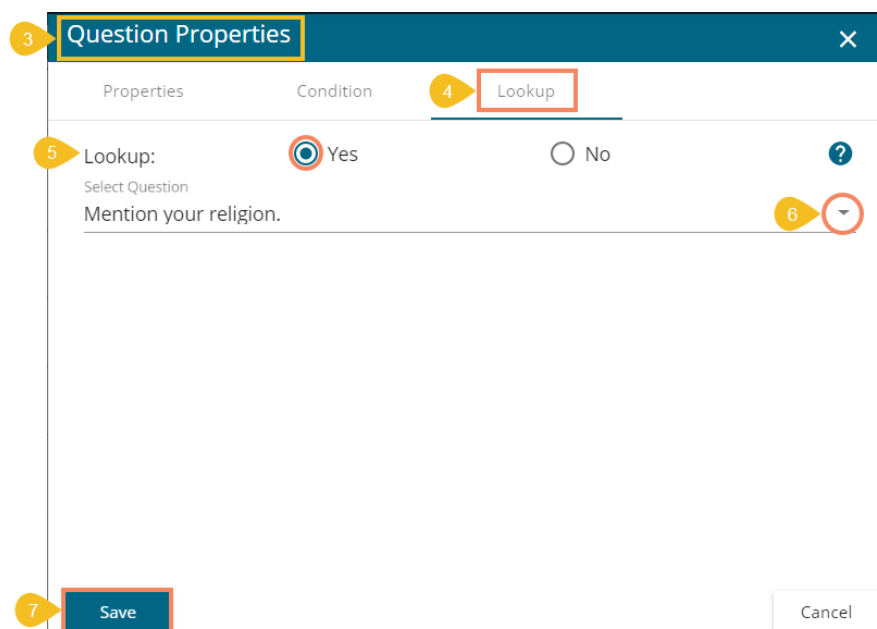 3 Question Properties
Properties Condition 4 Lookup
5 Lookup: Yes No ?
Select Question
Mention your religion. 6
7 Save Cancel